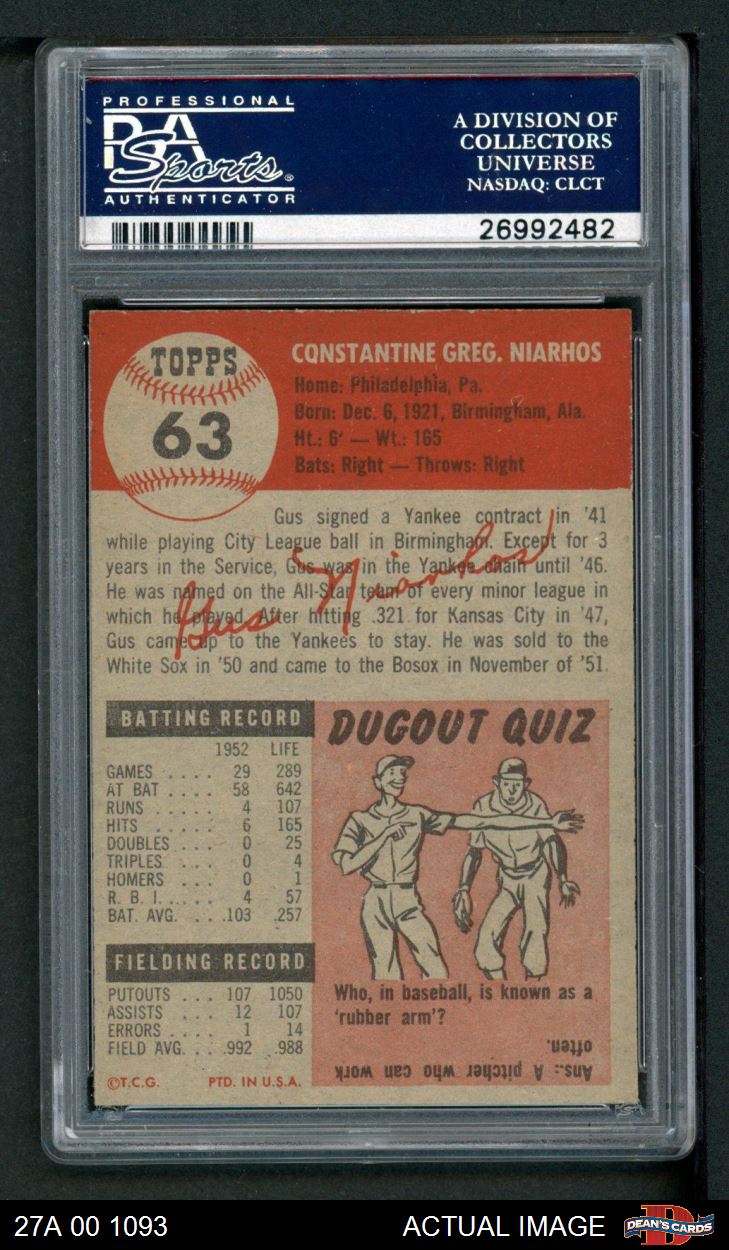 PROFESSIONAL
PSA
Sports®
AUTHENTICATOR
A DIVISION OF
COLLECTORS
UNIVERSE
NASDAQ: CLCT
26992482
TOPPS
63
CONSTANTINE GREG. NIARHOS
Home: Philadelphia, Pa.
Born: Dec. 6, 1921, Birmingham, Ala.
Ht.: 6' — Wt.: 165
Bats: Right — Throws: Right
Gus signed a Yankee contract in '41
while playing City League ball in Birmingham. Except for 3
years in the Service, Gus was in the Yankee chain until '46.
He was named on the All-Star team of every minor league in
which he played. After hitting .321 for Kansas City in '47,
Gus came up to the Yankees to stay. He was sold to the
White Sox in '50 and came to the Bosox in November of '51.
Gus Niarhos
BATTING RECORD
1952 LIFE
GAMES .... 29 289
AT BAT .... 58 642
RUNS .... 4 107
HITS ..... 6 165
DOUBLES .... 0 25
TRIPLES .... 0 4
HOMERS .... 0 1
R. B. I. .... 4 57
BAT. AVG. ... .103 .257
FIELDING RECORD
PUTOUTS ... 107 1050
ASSISTS .... 12 107
ERRORS .... 1 14
FIELD AVG. .. .992 .988
©T.C.G. PTD. IN U.S.A.
DUGOUT QUIZ
Who, in baseball, is known as a
'rubber arm'?
Ans.: A pitcher who can work
often.
27A 00 1093
ACTUAL IMAGE
D
DEAN'S CARDS